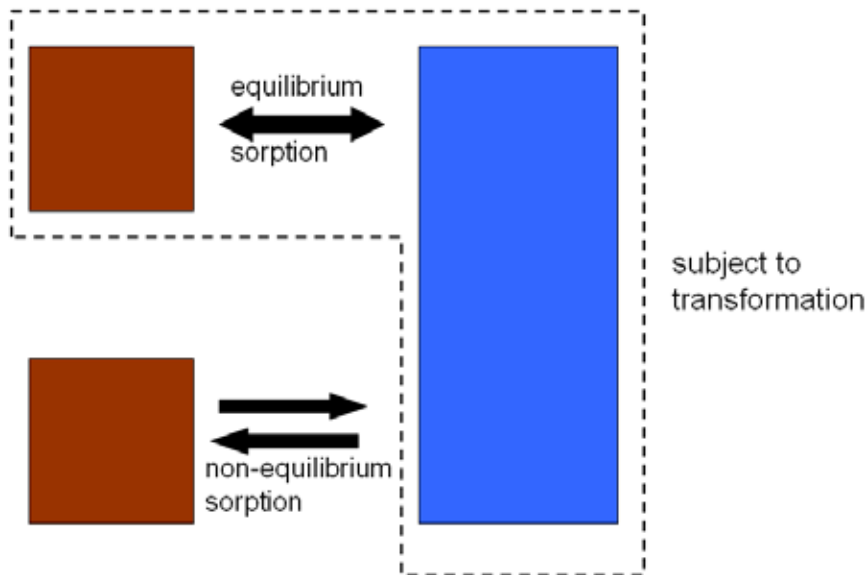 equilibrium
sorption
subject to
transformation
non-equilibrium
sorption